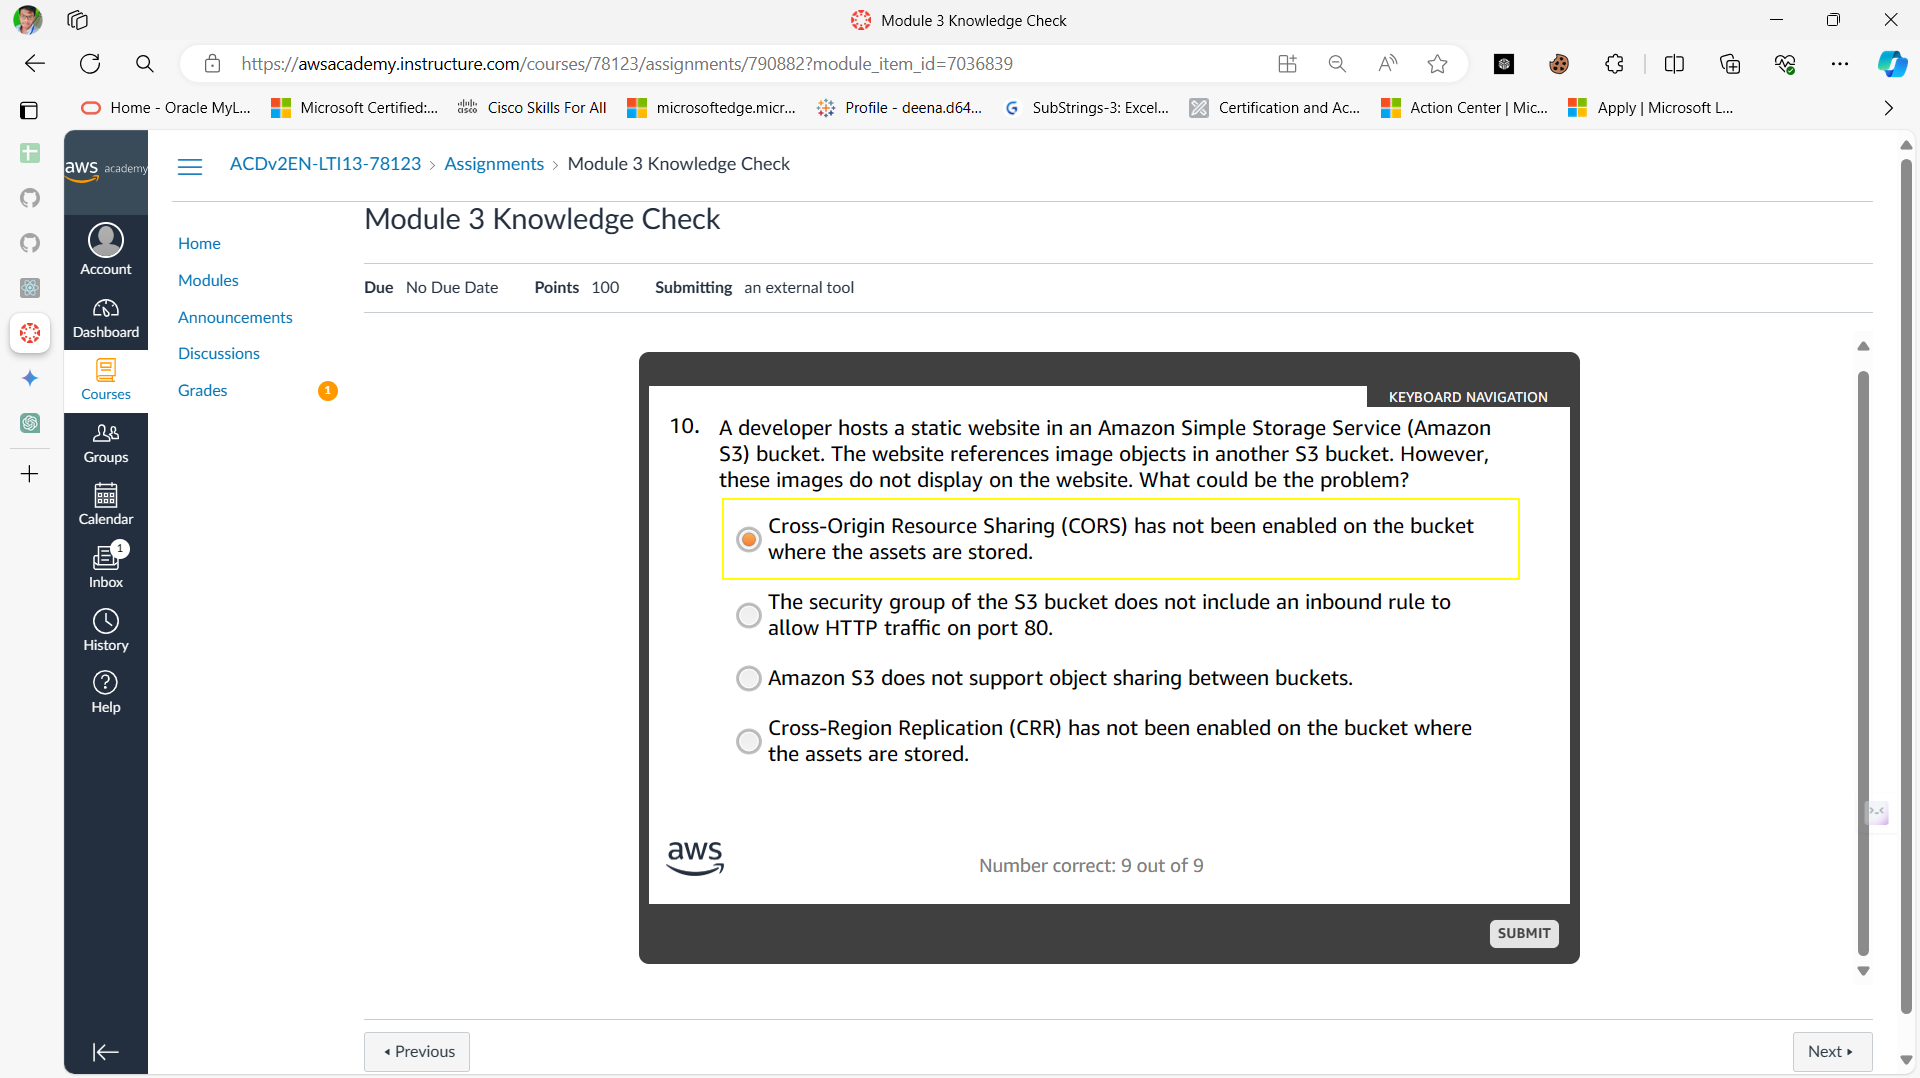 Module 3 Knowledge Check
https://awsacademy.instructure.com/courses/78123/assignments/790882?module_item_id=7036839
Home - Oracle MyL...
Microsoft Certified:...
Cisco Skills For All
microsoftedge.micr...
Profile - deena.d64...
SubStrings-3: Excel...
Certification and Ac...
Action Center | Mic...
Apply | Microsoft L...
aws academy
ACDv2EN-LTI13-78123 › Assignments › Module 3 Knowledge Check
Account
Dashboard
Courses
Groups
Calendar
1
Inbox
History
Help
Home
Modules
Announcements
Discussions
Grades 1
Module 3 Knowledge Check
Due No Due Date Points 100 Submitting an external tool
KEYBOARD NAVIGATION
10. A developer hosts a static website in an Amazon Simple Storage Service (Amazon
S3) bucket. The website references image objects in another S3 bucket. However,
these images do not display on the website. What could be the problem?
Cross-Origin Resource Sharing (CORS) has not been enabled on the bucket
where the assets are stored.
The security group of the S3 bucket does not include an inbound rule to
allow HTTP traffic on port 80.
Amazon S3 does not support object sharing between buckets.
Cross-Region Replication (CRR) has not been enabled on the bucket where
the assets are stored.
aws
Number correct: 9 out of 9
SUBMIT
Previous
Next